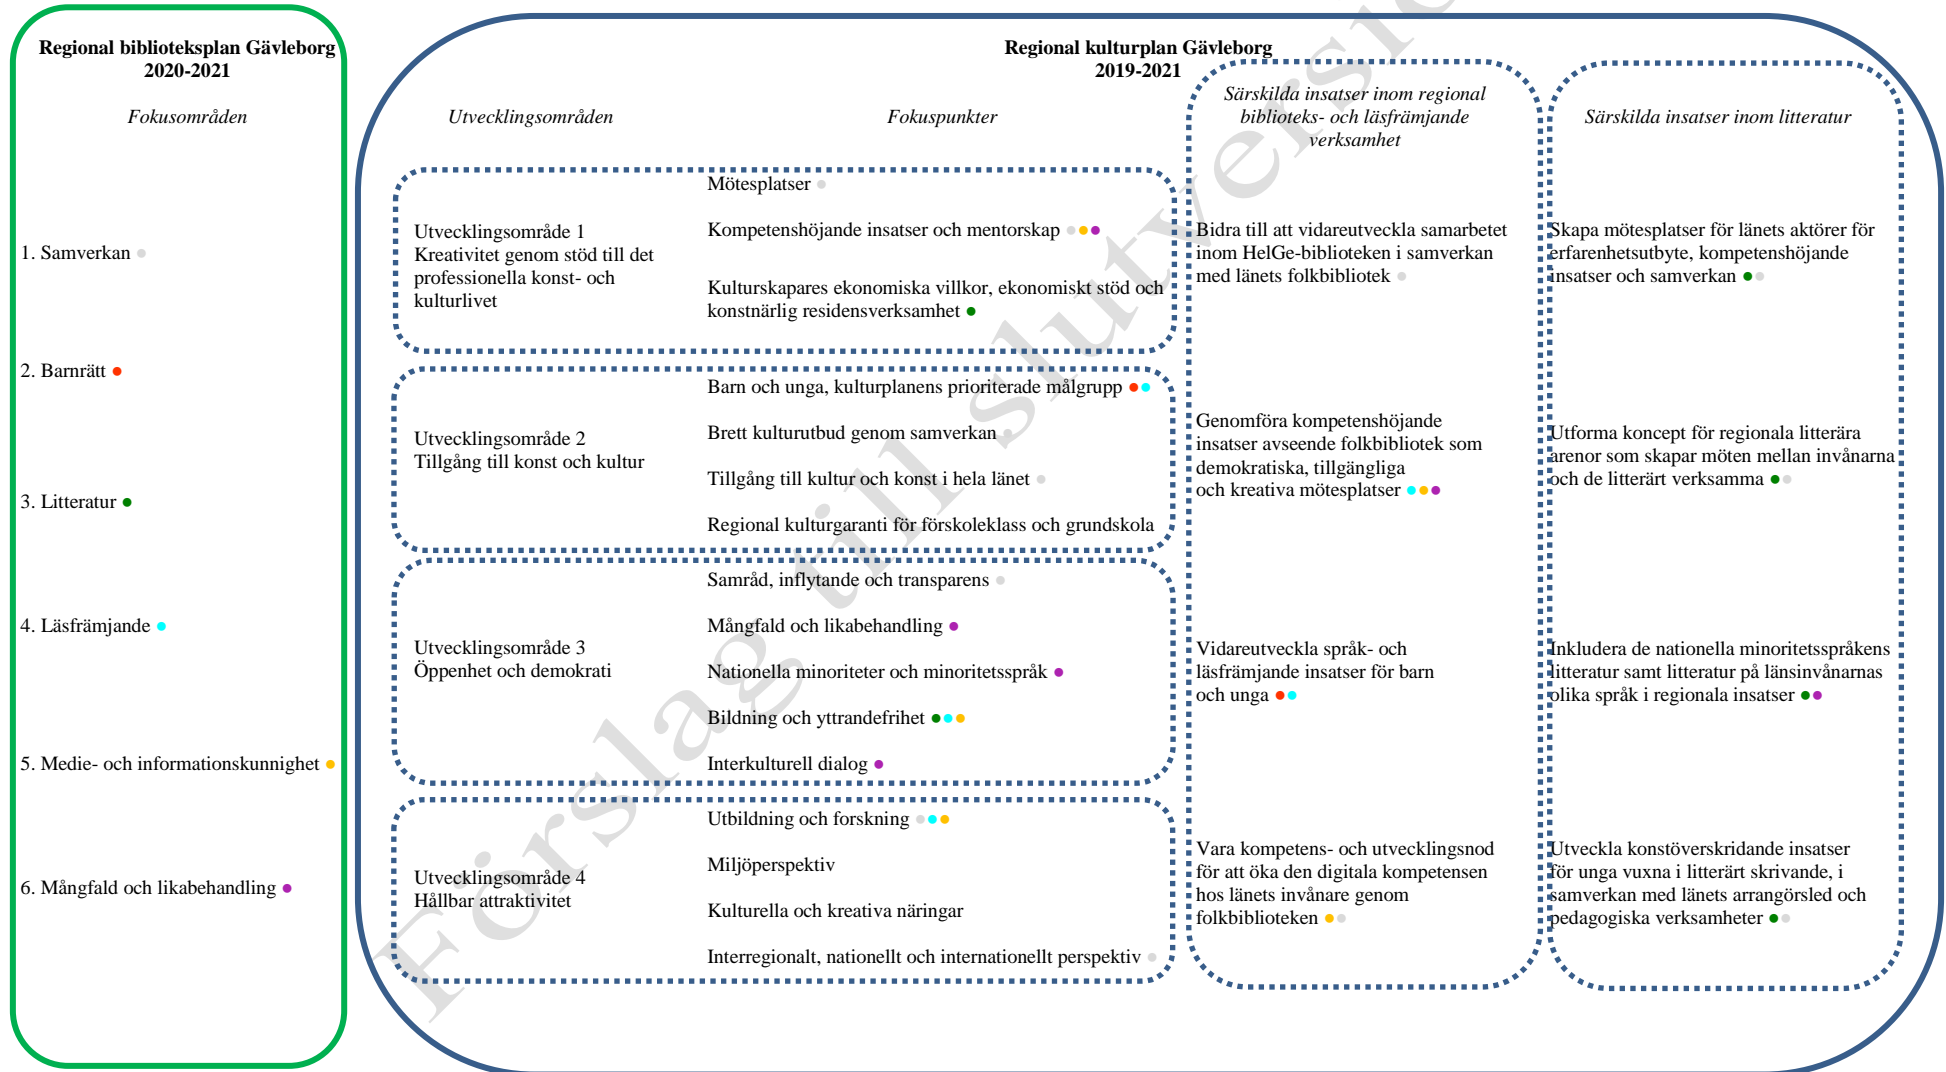 Regional biblioteksplan Gävleborg
2020-2021
Fokusområden
1. Samverkan
2. Barnrätt
3. Litteratur
4. Läsfrämjande
5. Medie- och informationskunnighet
6. Mångfald och likabehandling
Regional kulturplan Gävleborg
2019-2021
Utvecklingsområden
Utvecklingsområde 1
Kreativitet genom stöd till det
professionella konst- och
kulturlivet
Utvecklingsområde 2
Tillgång till konst och kultur
Utvecklingsområde 3
Öppenhet och demokrati
Utvecklingsområde 4
Hållbar attraktivitet
Fokuspunkter
Mötesplatser
Kompetenshöjande insatser och mentorskap
Kulturskapares ekonomiska villkor, ekonomiskt stöd och
konstnärlig residensverksamhet
Barn och unga, kulturplanens prioriterade målgrupp
Brett kulturutbud genom samverkan
Tillgång till kultur och konst i hela länet
Regional kulturgaranti för förskoleklass och grundskola
Samråd, inflytande och transparens
Mångfald och likabehandling
Nationella minoriteter och minoritetsspråk
Bildning och yttrandefrihet
Interkulturell dialog
Utbildning och forskning
Miljöperspektiv
Kulturella och kreativa näringar
Interregionalt, nationellt och internationellt perspektiv
Särskilda insatser inom regional
biblioteks- och läsfrämjande
verksamhet
Bidra till att vidareutveckla samarbetet
inom HelGe-biblioteken i samverkan
med länets folkbibliotek
Genomföra kompetenshöjande
insatser avseende folkbibliotek som
demokratiska, tillgängliga
och kreativa mötesplatser
Vidareutveckla språk- och
läsfrämjande insatser för barn
och unga
Vara kompetens- och utvecklingsnod
för att öka den digitala kompetensen
hos länets invånare genom
folkbiblioteken
Särskilda insatser inom litteratur
Skapa mötesplatser för länets aktörer för
erfarenhetsutbyte, kompetenshöjande
insatser och samverkan
Utforma koncept för regionala litterära
arenor som skapar möten mellan invånarna
och de litterärt verksamma
Inkludera de nationella minoritetsspråkens
litteratur samt litteratur på länsinvånarnas
olika språk i regionala insatser
Utveckla konstöverskridande insatser
för unga vuxna i litterärt skrivande, i
samverkan med länets arrangörsled och
pedagogiska verksamheter
Förslag till slutversio